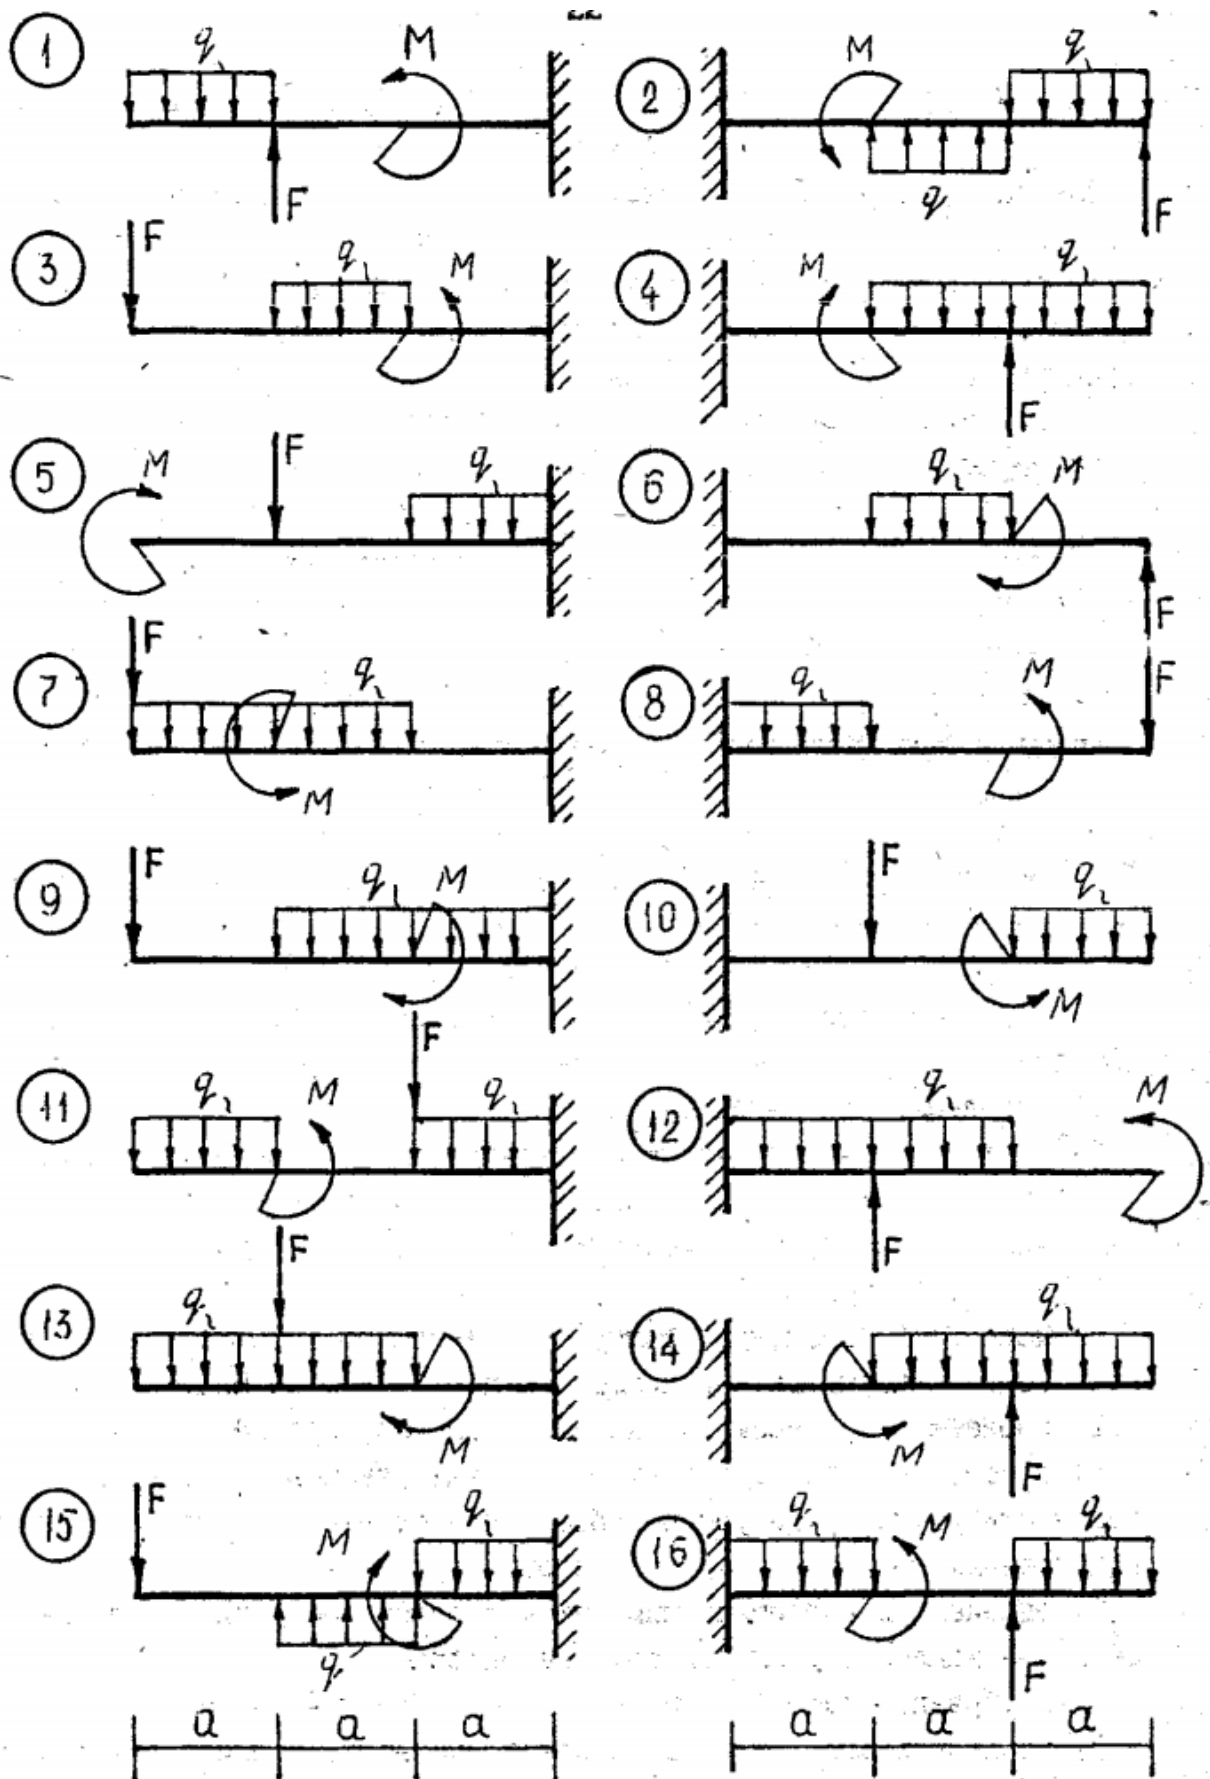 1 q M F
2 M q q F
3 F q M
4 M q F
5 M F q
6 q M F
7 F q M
8 q M F
9 F q M
10 F q M
11 q M F q
12 q M F
13 q F M
14 q M F
15 F M q q
16 q M q F
a a a a a a